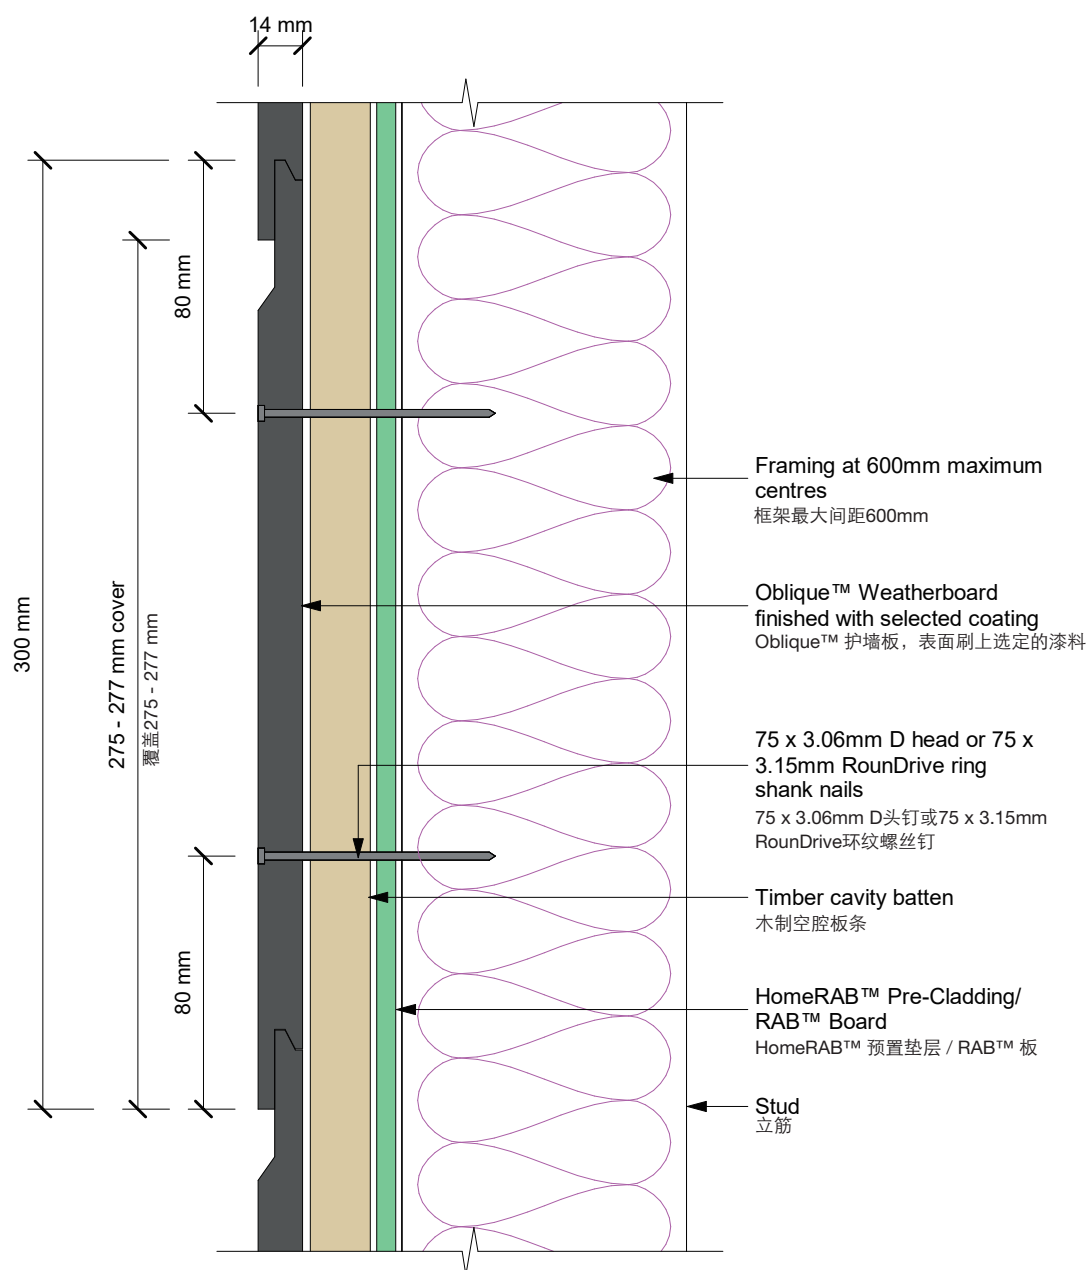 14 mm
80 mm
300 mm
275 - 277 mm cover
覆盖275 - 277 mm
80 mm
Framing at 600mm maximum
centres
框架最大间距600mm
Oblique™ Weatherboard
finished with selected coating
Oblique™ 护墙板，表面刷上选定的漆料
75 x 3.06mm D head or 75 x
3.15mm RounDrive ring
shank nails
75 x 3.06mm D头钉或75 x 3.15mm
RounDrive环纹螺丝钉
Timber cavity batten
木制空腔板条
HomeRAB™ Pre-Cladding/
RAB™ Board
HomeRAB™ 预置垫层 / RAB™ 板
Stud
立筋